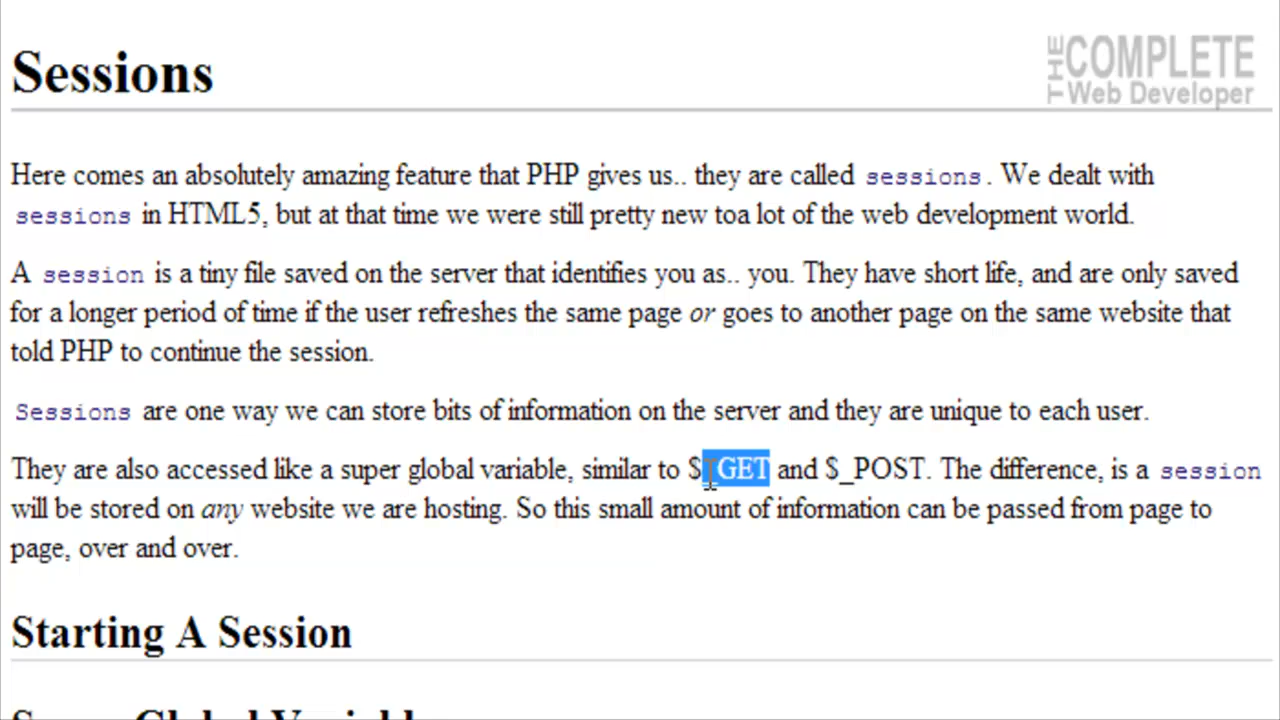 Sessions
THE COMPLETE
Web Developer
Here comes an absolutely amazing feature that PHP gives us.. they are called sessions. We dealt with
sessions in HTML5, but at that time we were still pretty new toa lot of the web development world.
A session is a tiny file saved on the server that identifies you as.. you. They have short life, and are only saved
for a longer period of time if the user refreshes the same page or goes to another page on the same website that
told PHP to continue the session.
Sessions are one way we can store bits of information on the server and they are unique to each user.
They are also accessed like a super global variable, similar to $_GET and $_POST. The difference, is a session
will be stored on any website we are hosting. So this small amount of information can be passed from page to
page, over and over.
Starting A Session